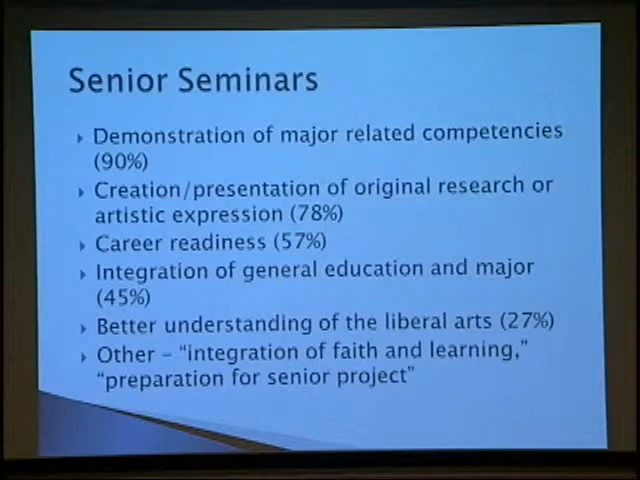 Senior Seminars
Demonstration of major related competencies
(90%)
Creation/presentation of original research or
artistic expression (78%)
Career readiness (57%)
Integration of general education and major
(45%)
Better understanding of the liberal arts (27%)
Other – “integration of faith and learning,”
“preparation for senior project”